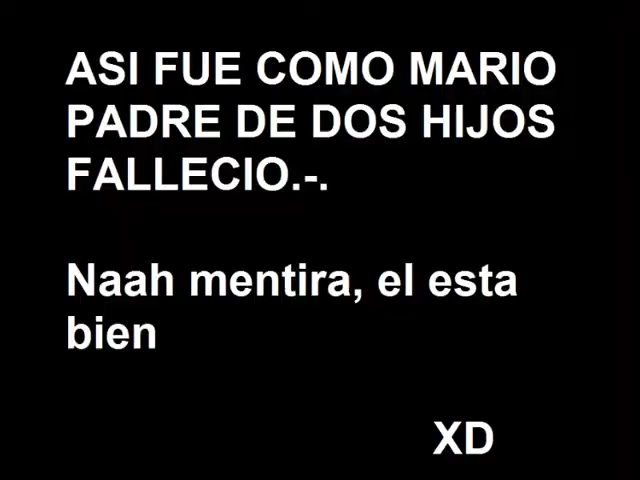 ASI FUE COMO MARIO
PADRE DE DOS HIJOS
FALLECIO.-.
Naah mentira, el esta
bien
XD